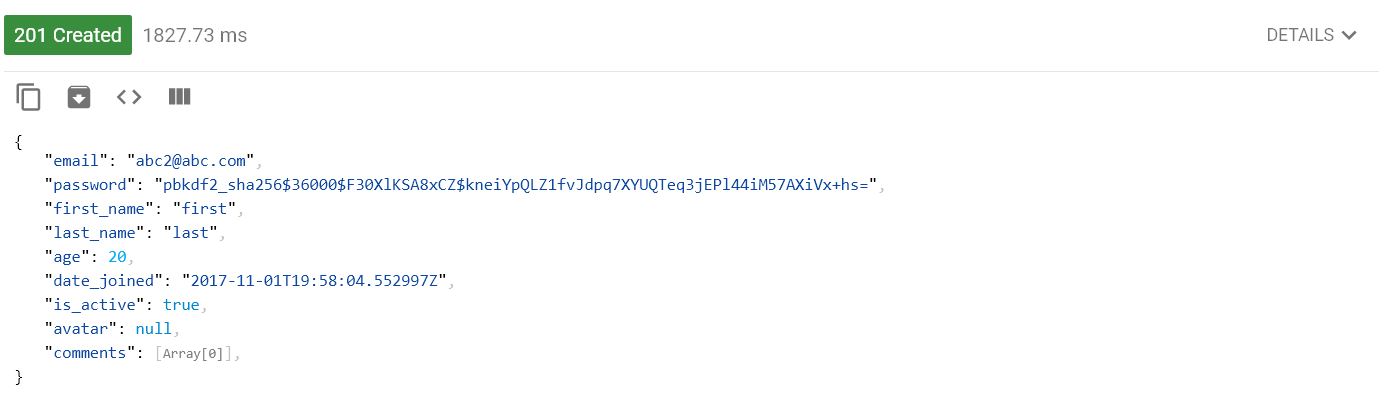 201 Created 1827.73 ms DETAILS
{
"email": "abc2@abc.com",
"password": "pbkdf2_sha256$36000$F30XlKSA8xCZ$kneiYpQLZ1fvJdpq7XYUQTeq3jEPl44iM57AXiVx+hs=",
"first_name": "first",
"last_name": "last",
"age": 20,
"date_joined": "2017-11-01T19:58:04.552997Z",
"is_active": true,
"avatar": null,
"comments": [Array[0]],
}